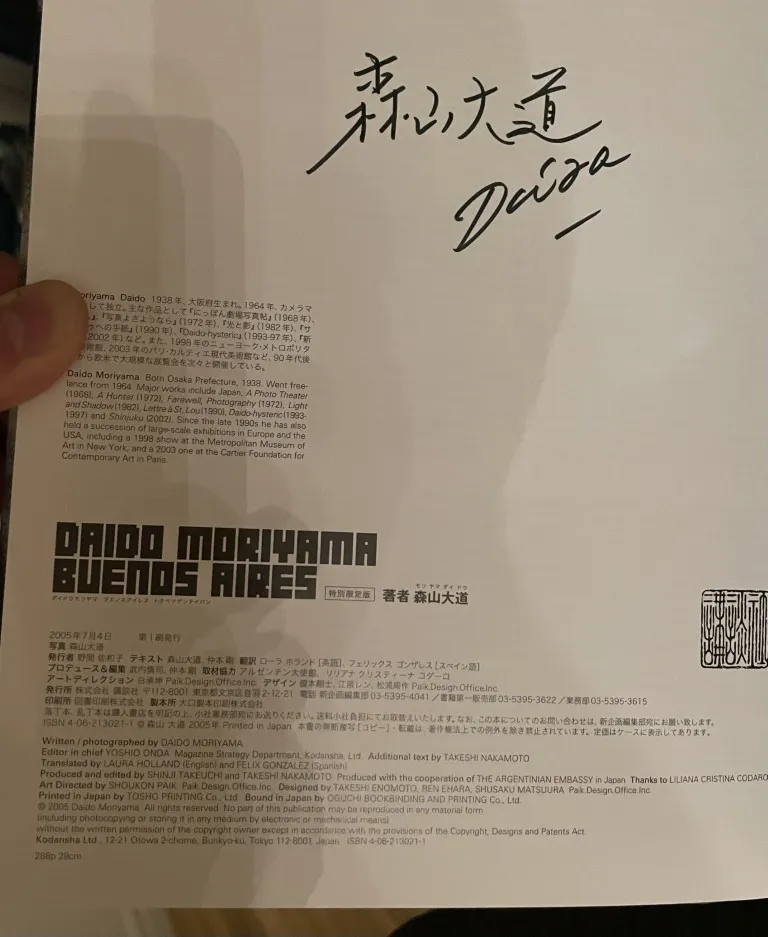 森山大道
Daido
oriyama Daido 1938年、大阪府生まれ。1964年、カメラマ
して独立。主な作品として『にっぽん劇場写真帖』(1968年)、
』、『写真よさようなら』(1972年)、『光と影』(1982年)、『サ
ゥへの手紙』(1990年)、『Daido-hysteric』(1993-97年)、『新
2002年)など。また、1998年のニューヨーク・メトロポリタ
術館、2003年のパリ・カルティエ現代美術館など、90年代後
から欧米で大規模な展覧会を次々と開催している。
Daido Moriyama Born Osaka Prefecture, 1938. Went free-
lance from 1964. Major works include Japan, A Photo Theater
(1968), A Hunter (1972), Farewell, Photography (1972), Light
and Shadow (1982), Lettre à St. Lou (1990), Daido-hysteric (1993-
1997) and Shinjuku (2002). Since the late 1990s he has also
held a succession of large-scale exhibitions in Europe and the
USA, including a 1998 show at the Metropolitan Museum of
Art in New York, and a 2003 one at the Cartier Foundation for
Contemporary Art in Paris.
DAIDO MORIYAMA
BUENOS AIRES 特別限定版 著者 森山大道
モリヤマダイドウ
ダイドウモリヤマ ブエノスアイレス トクベツゲンテイバン
講談社
2005年7月4日 第1刷発行
写真 森山大道
発行者 野間佐和子 テキスト 森山大道、仲本剛 翻訳 ローラ ホランド[英語]、フェリックス ゴンザレス[スペイン語]
プロデュース&編集 武内慎司、仲本剛 取材協力 アルゼンチン大使館、リリアナ クリスティーナ コダーロ
アートディレクション 白承坤 Paik.Design.Office.Inc. デザイン 榎本剛士、江原レン、松浦周作 Paik.Design.Office.Inc.
発行所 株式会社 講談社 〒112-8001 東京都文京区音羽2-12-21 電話 新企画編集部03-5395-4041/書籍第一販売部03-5395-3622/業務部03-5395-3615
印刷所 図書印刷株式会社 製本所 大口製本印刷株式会社
落丁本、乱丁本は購入書店名を明記の上、小社業務部宛にお送りください。送料小社負担にてお取替えいたします。なお、この本についてのお問い合わせは、新企画編集部宛にお願い致します。
ISBN 4-06-213021-1 ©森山 大道 2005年 Printed in Japan 本書の無断複写[コピー]・転載は、著作権法上での例外を除き禁止されています。定価はケースに表示してあります。
Written / photographed by DAIDO MORIYAMA
Editor in chief YOSHIO ONDA Magazine Strategy Department, Kodansha, Ltd. Additional text by TAKESHI NAKAMOTO
Translated by LAURA HOLLAND (English) and FELIX GONZALEZ (Spanish)
Produced and edited by SHINJI TAKEUCHI and TAKESHI NAKAMOTO Produced with the cooperation of THE ARGENTINIAN EMBASSY in Japan Thanks to LILIANA CRISTINA CODARO
Art Directed by SHOUKON PAIK Paik.Design.Office.Inc. Designed by TAKESHI ENOMOTO, REN EHARA, SHUSAKU MATSUURA Paik.Design.Office.Inc.
Printed in Japan by TOSHO PRINTING Co., Ltd. Bound in Japan by OGUCHI BOOKBINDING AND PRINTING Co., Ltd.
© 2005 Daido Moriyama All rights reserved. No part of this publication may be reproduced in any material form
(including photocopying or storing it in any medium by electronic or mechanical means)
without the written permission of the copyright owner except in accordance with the provisions of the Copyright, Designs and Patents Act.
Kodansha Ltd., 12-21 Otowa 2-chome, Bunkyo-ku, Tokyo 112-8001, Japan ISBN 4-06-213021-1
288p 29cm